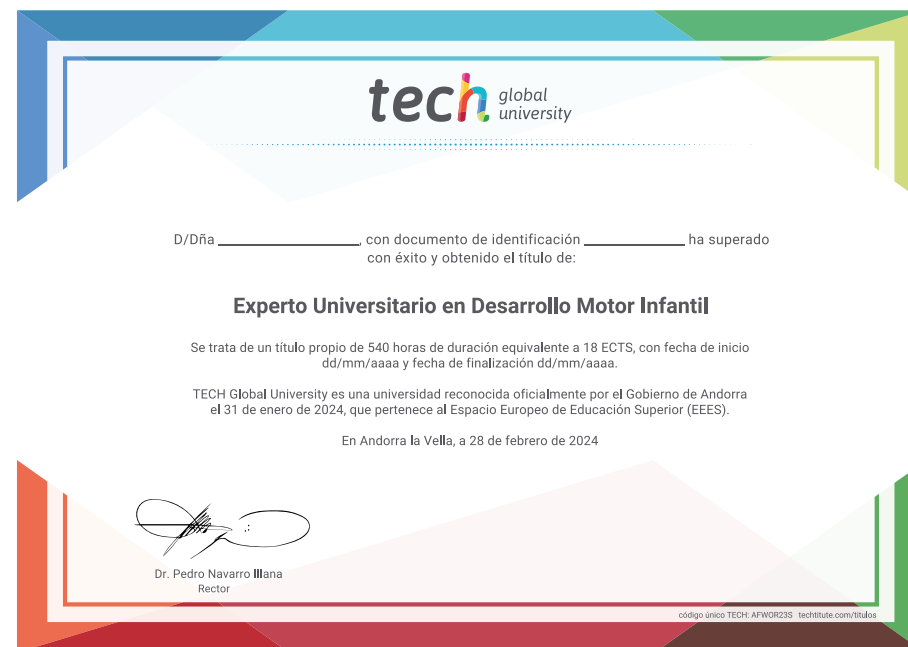 tech global university
D/Dña ____________________, con documento de identificación ______________ ha superado
con éxito y obtenido el título de:
Experto Universitario en Desarrollo Motor Infantil
Se trata de un título propio de 540 horas de duración equivalente a 18 ECTS, con fecha de inicio
dd/mm/aaaa y fecha de finalización dd/mm/aaaa.
TECH Global University es una universidad reconocida oficialmente por el Gobierno de Andorra
el 31 de enero de 2024, que pertenece al Espacio Europeo de Educación Superior (EEES).
En Andorra la Vella, a 28 de febrero de 2024
Dr. Pedro Navarro Illana
Rector
código único TECH: AFWOR23S techtitute.com/titulos